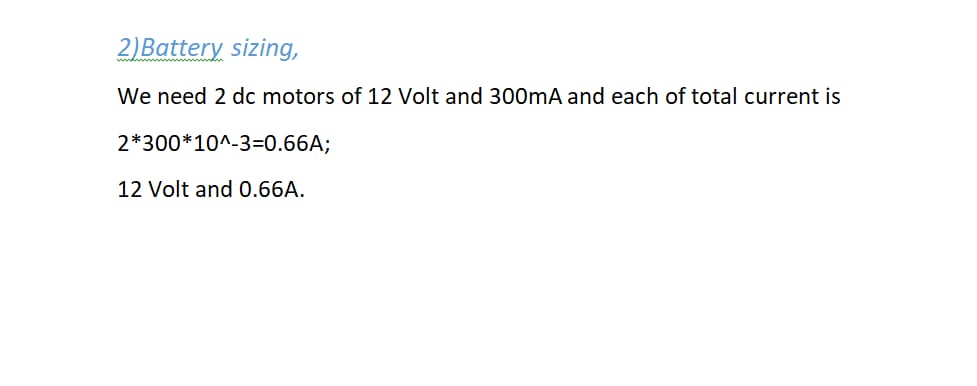 2)Battery sizing,
We need 2 dc motors of 12 Volt and 300mA and each of total current is
2*300*10^-3=0.66A;
12 Volt and 0.66A.